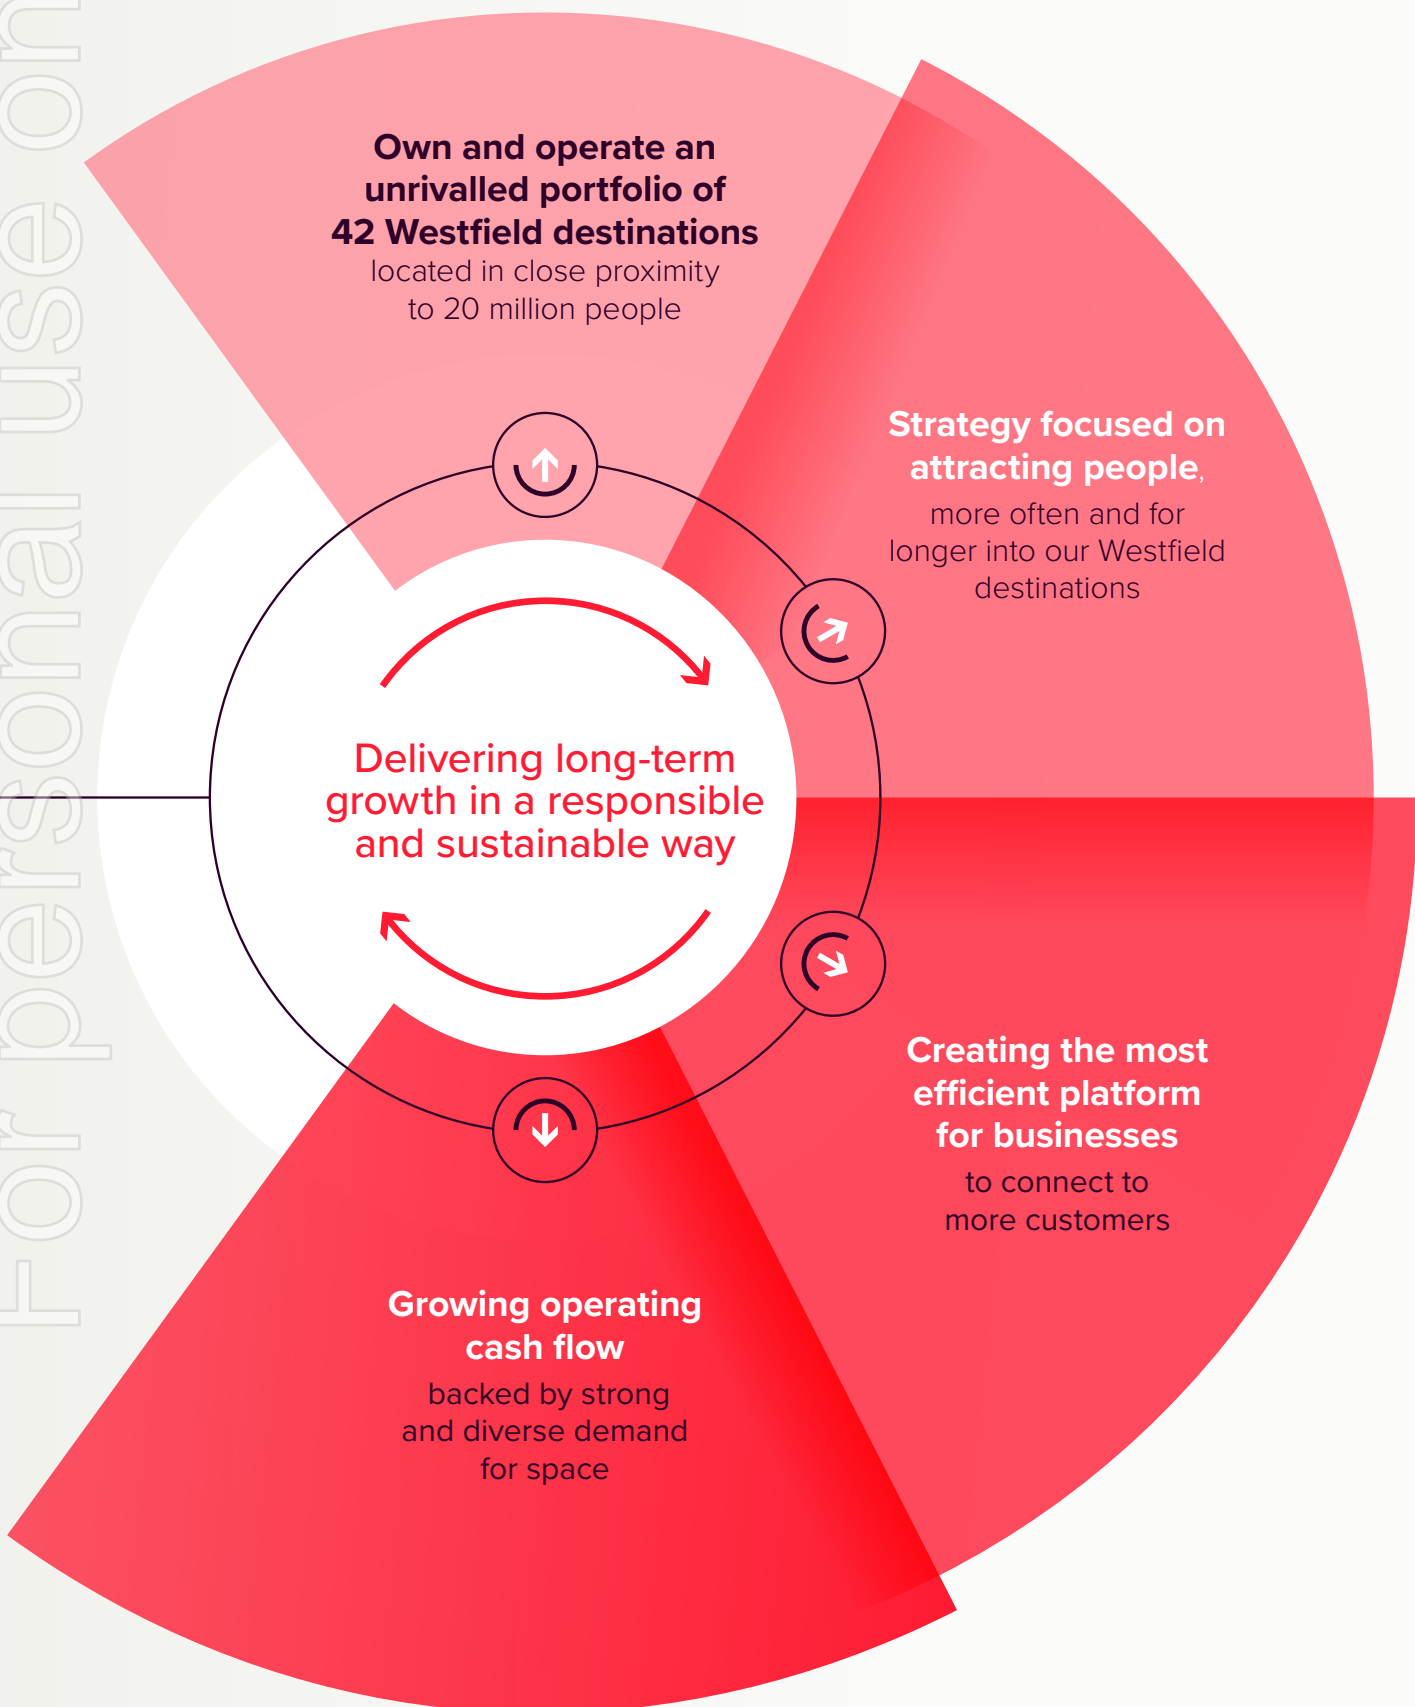 Own and operate an
unrivalled portfolio of
42 Westfield destinations
located in close proximity
to 20 million people
Strategy focused on
attracting people,
more often and for
longer into our Westfield
destinations
Delivering long-term
growth in a responsible
and sustainable way
Creating the most
efficient platform
for businesses
to connect to
more customers
Growing operating
cash flow
backed by strong
and diverse demand
for space
For personal use on